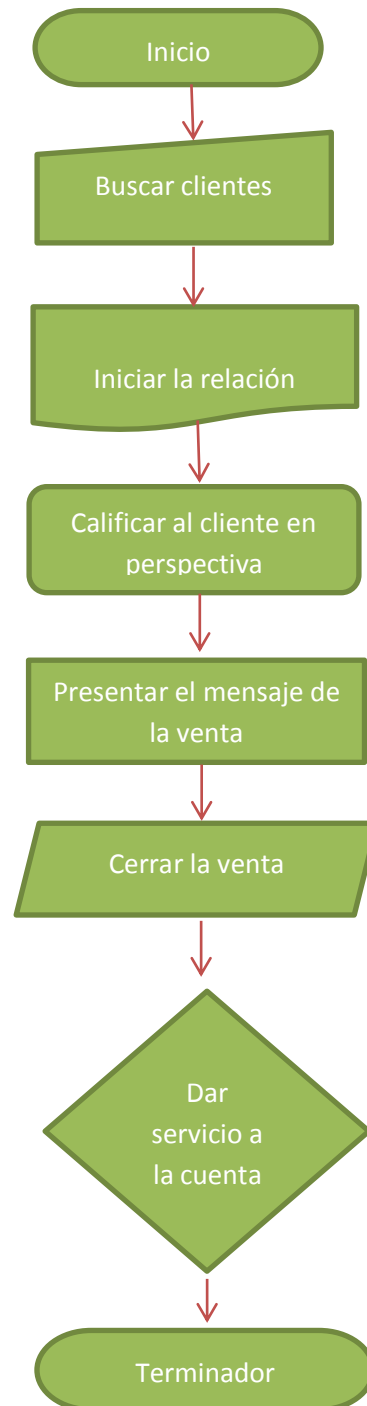 Inicio
Buscar clientes
Iniciar la relación
Calificar al cliente en
perspectiva
Presentar el mensaje de
la venta
Cerrar la venta
Dar
servicio a
la cuenta
Terminador